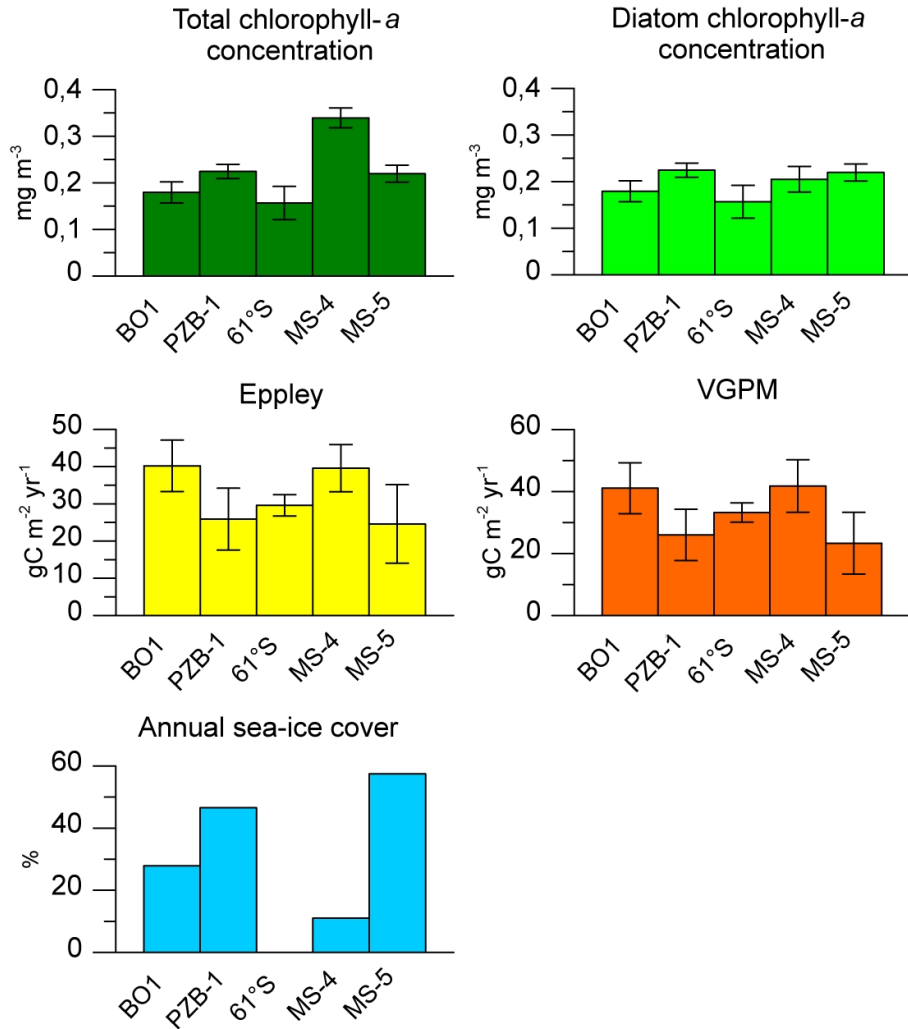 Total chlorophyll-a
concentration
mg m-3
0,4
0,3
0,2
0,1
0
BO1
PZB-1
61°S
MS-4
MS-5
Diatom chlorophyll-a
concentration
mg m-3
0,4
0,3
0,2
0,1
0
BO1
PZB-1
61°S
MS-4
MS-5
Eppley
gC m-2 yr-1
50
40
30
20
10
0
BO1
PZB-1
61°S
MS-4
MS-5
VGPM
gC m-2 yr-1
60
40
20
0
BO1
PZB-1
61°S
MS-4
MS-5
Annual sea-ice cover
%
60
40
20
0
BO1
PZB-1
61°S
MS-4
MS-5